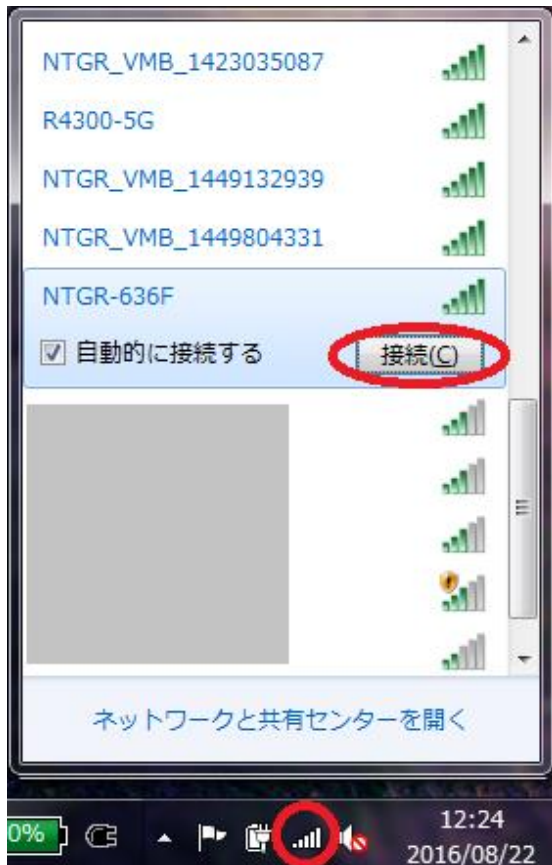 NTGR_VMB_1423035087
R4300-5G
NTGR_VMB_1449132939
NTGR_VMB_1449804331
NTGR-636F
自動的に接続する 接続(C)
ネットワークと共有センターを開く
0%
12:24
2016/08/22